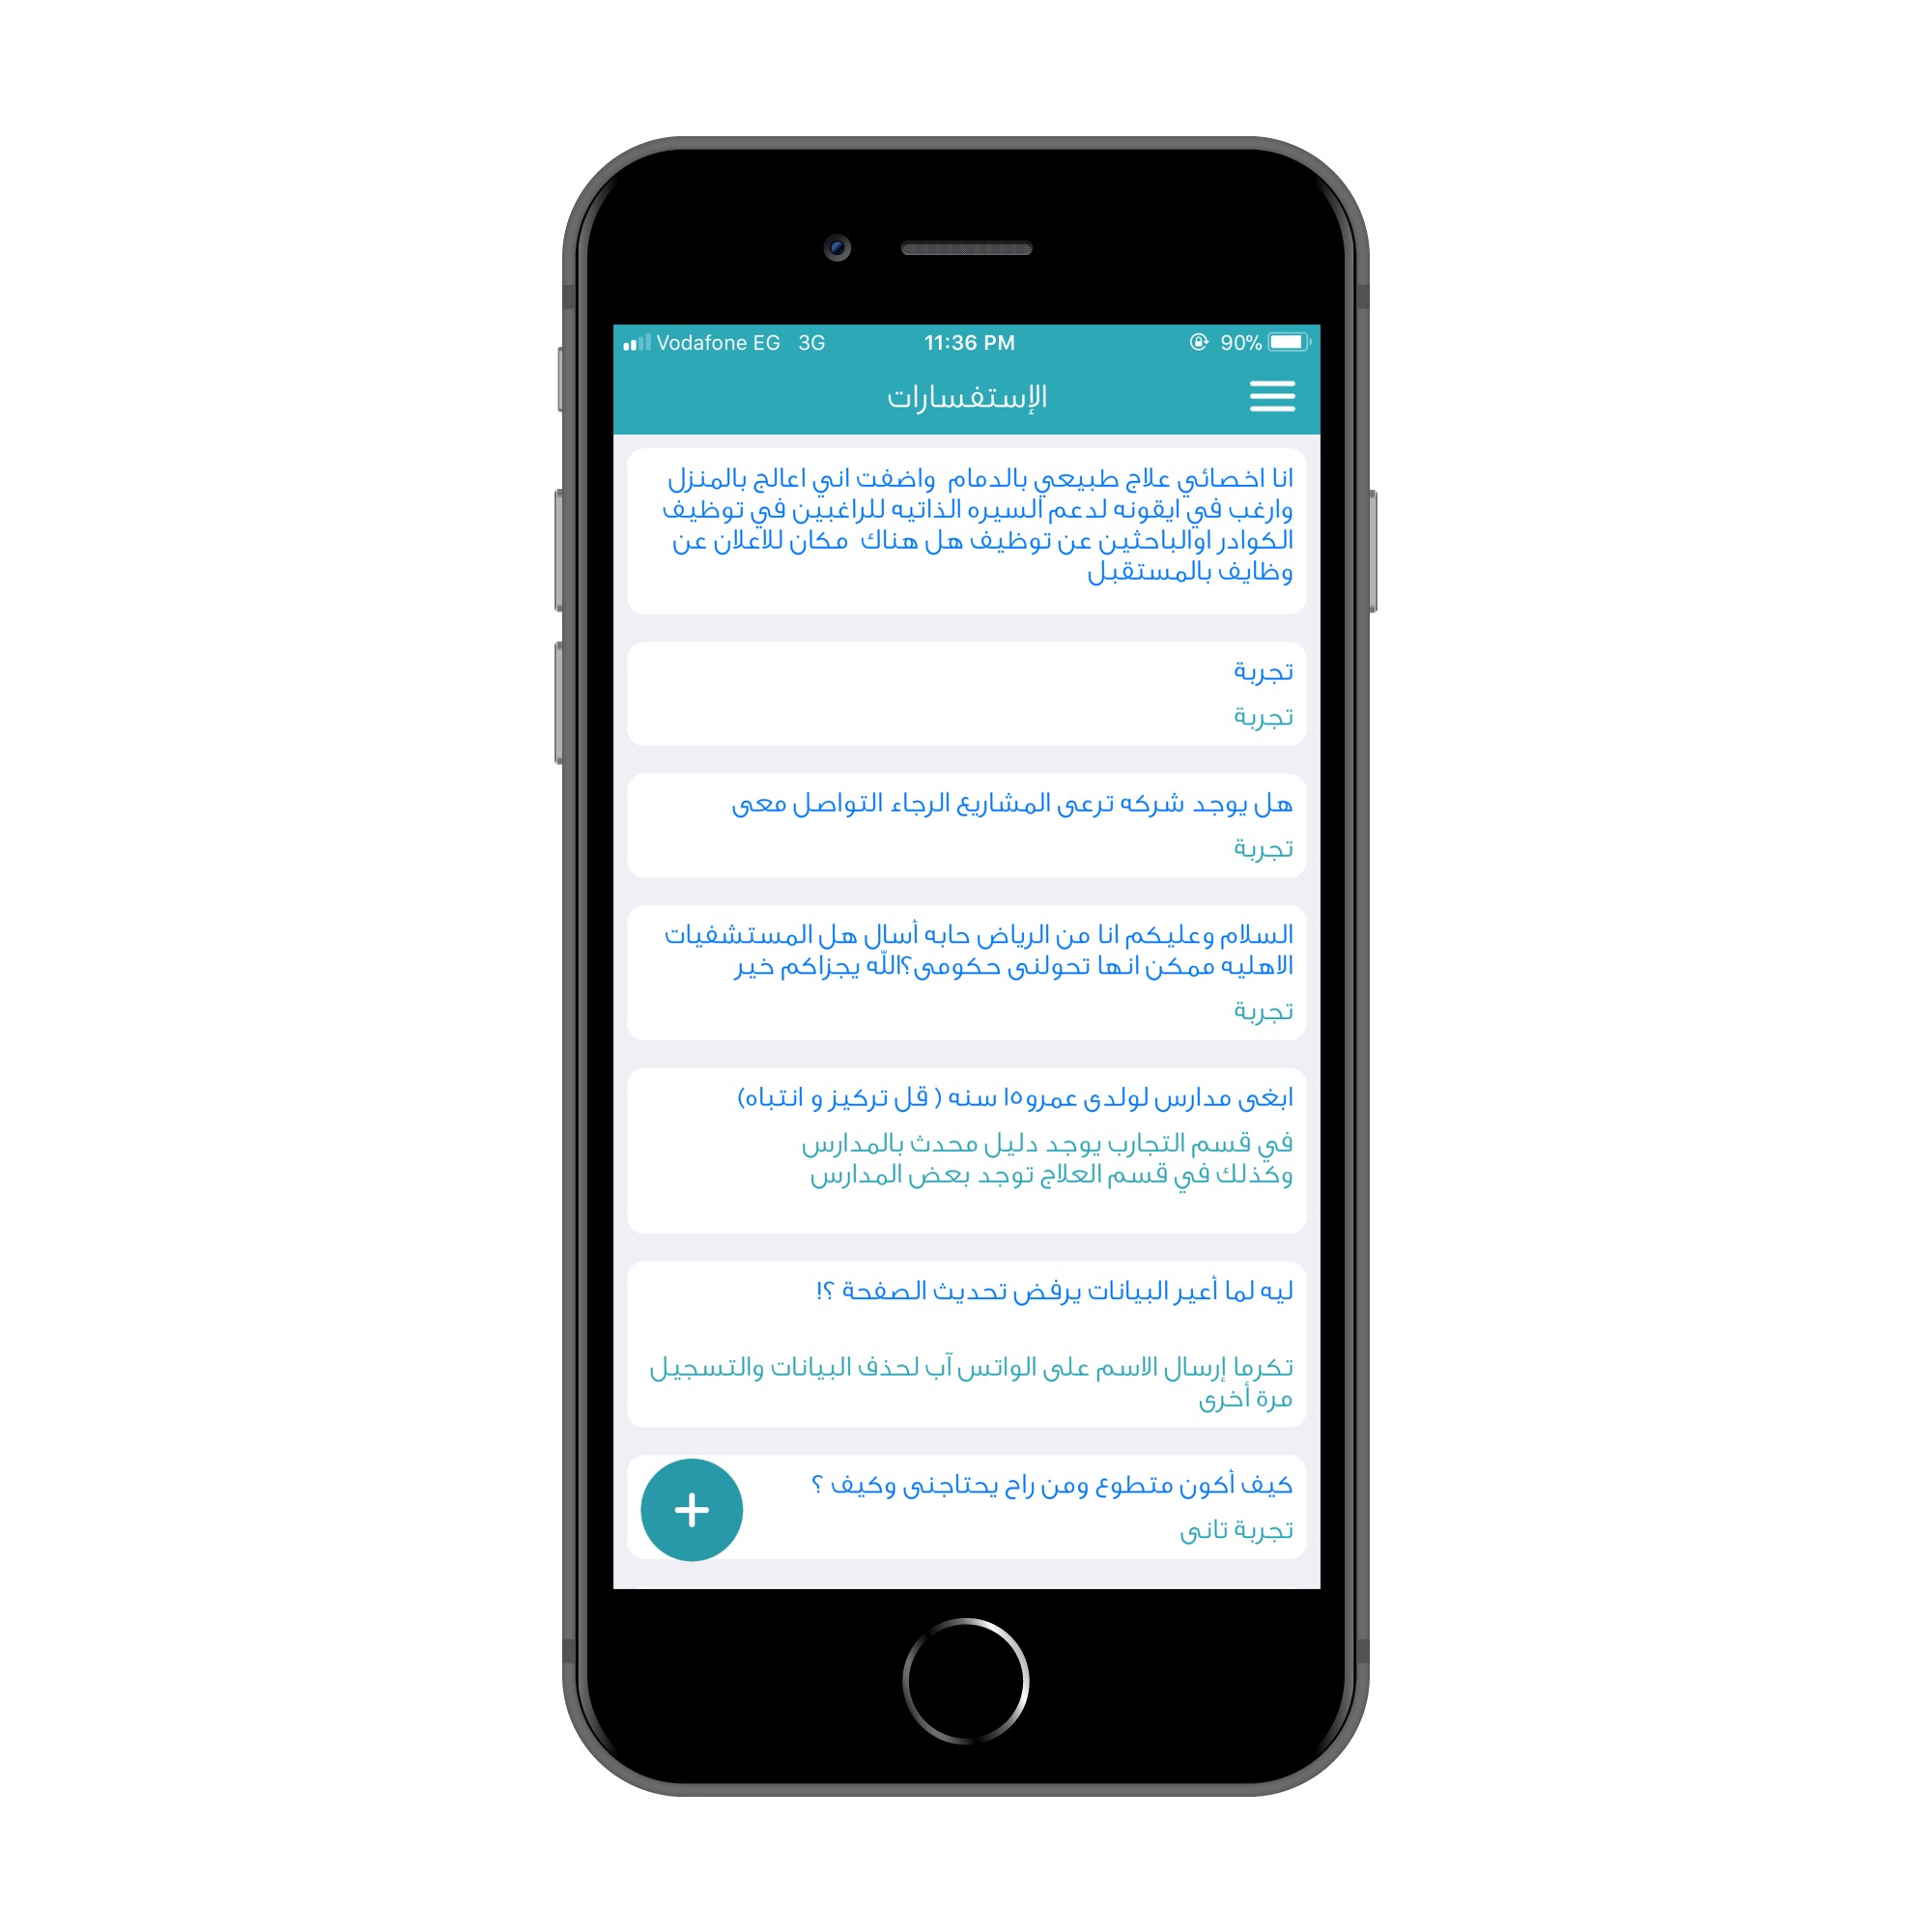 Vodafone EG 3G 11:36 PM 90%
الإستفسارات
انا اخصائي علاج طبيعي بالدمام واضفت اني اعالج بالمنزل
وارغب في ايقونه لدعم السيره الذاتيه للراغبين في توظيف
الكوادر اوالباحثين عن توظيف هل هناك مكان للاعلان عن
وظايف بالمستقبل
تجربة
تجربة
هل يوجد شركه ترعى المشاريع الرجاء التواصل معى
تجربة
السلام وعليكم انا من الرياض حابه أسال هل المستشفيات
الاهليه ممكن انها تحولنى حكومى؟اللّه يجزاكم خير
تجربة
ابغى مدارس لولدى عمرو١٥ سنه ( قل تركيز و انتباه)
في قسم التجارب يوجد دليل محدث بالمدارس
وكذلك في قسم العلاج توجد بعض المدارس
ليه لما أعير البيانات يرفض تحديث الصفحة ؟!
تكرما إرسال الاسم على الواتس آب لحذف البيانات والتسجيل
مرة أخرى
كيف أكون متطوع ومن راح يحتاجنى وكيف ؟
تجربة تانى